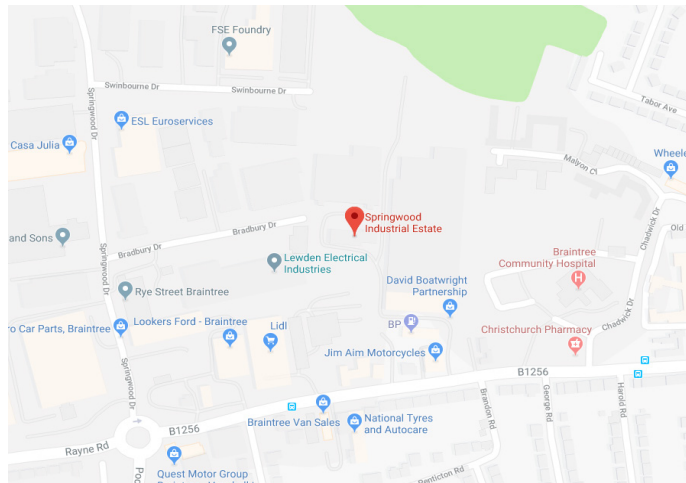 FSE Foundry
Swinbourne Dr
Swinbourne Dr
Springwood Dr
ESL Euroservices
Casa Julia
Tabor Ave
Wheele
Malyon Cl
Chadwick Dr
Old
Springwood
Industrial Estate
Bradbury Dr
and Sons
Bradbury Dr
Springwood Dr
Lewden Electrical
Industries
Braintree
Community Hospital
H
David Boatwright
Partnership
Rye Street Braintree
BP
Chadwick Dr
ro Car Parts, Braintree
Lookers Ford - Braintree
Lidl
Christchurch Pharmacy
Jim Aim Motorcycles
Springwood Dr
B1256
George Rd
Harold Rd
Brandon Rd
B1256
Braintree Van Sales
National Tyres
and Autocare
Rayne Rd
Quest Motor Group
Penticton Rd